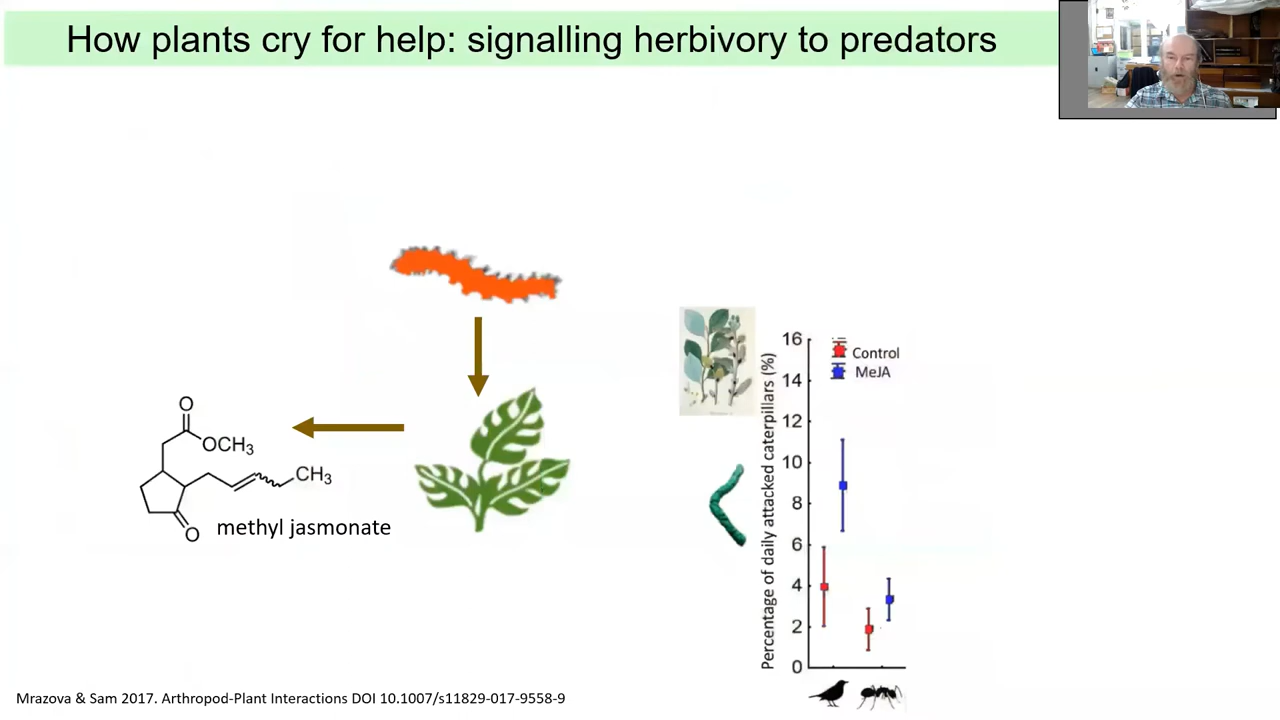 How plants cry for help: signalling herbivory to predators
O
OCH3
CH3
O
methyl jasmonate
Percentage of daily attacked caterpillars (%)
16
14
12
10
8
6
4
2
0
Control
MeJA
Mrazova & Sam 2017. Arthropod-Plant Interactions DOI 10.1007/s11829-017-9558-9